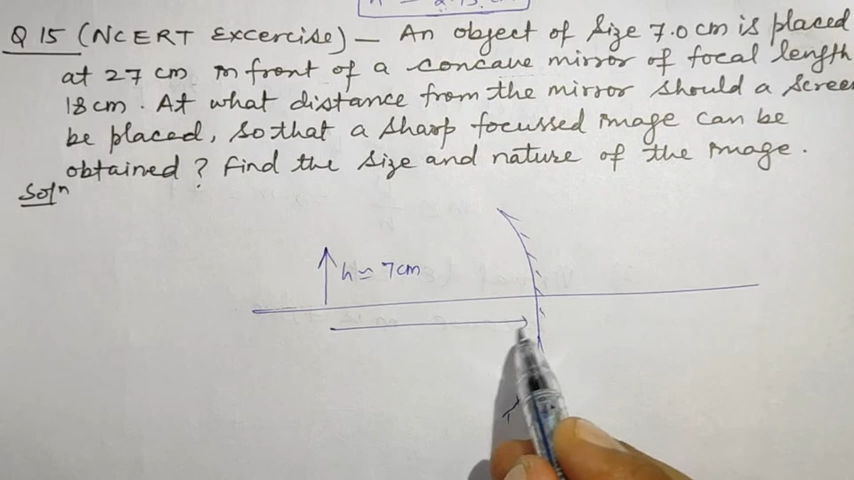 Q 15 (NCERT Excercise) — An object of size 7.0 cm is placed
at 27 cm in front of a concave mirror of focal length
18 cm. At what distance from the mirror should a screen
be placed, so that a sharp focussed image can be
obtained? Find the size and nature of the image.
Solⁿ
h = 7cm